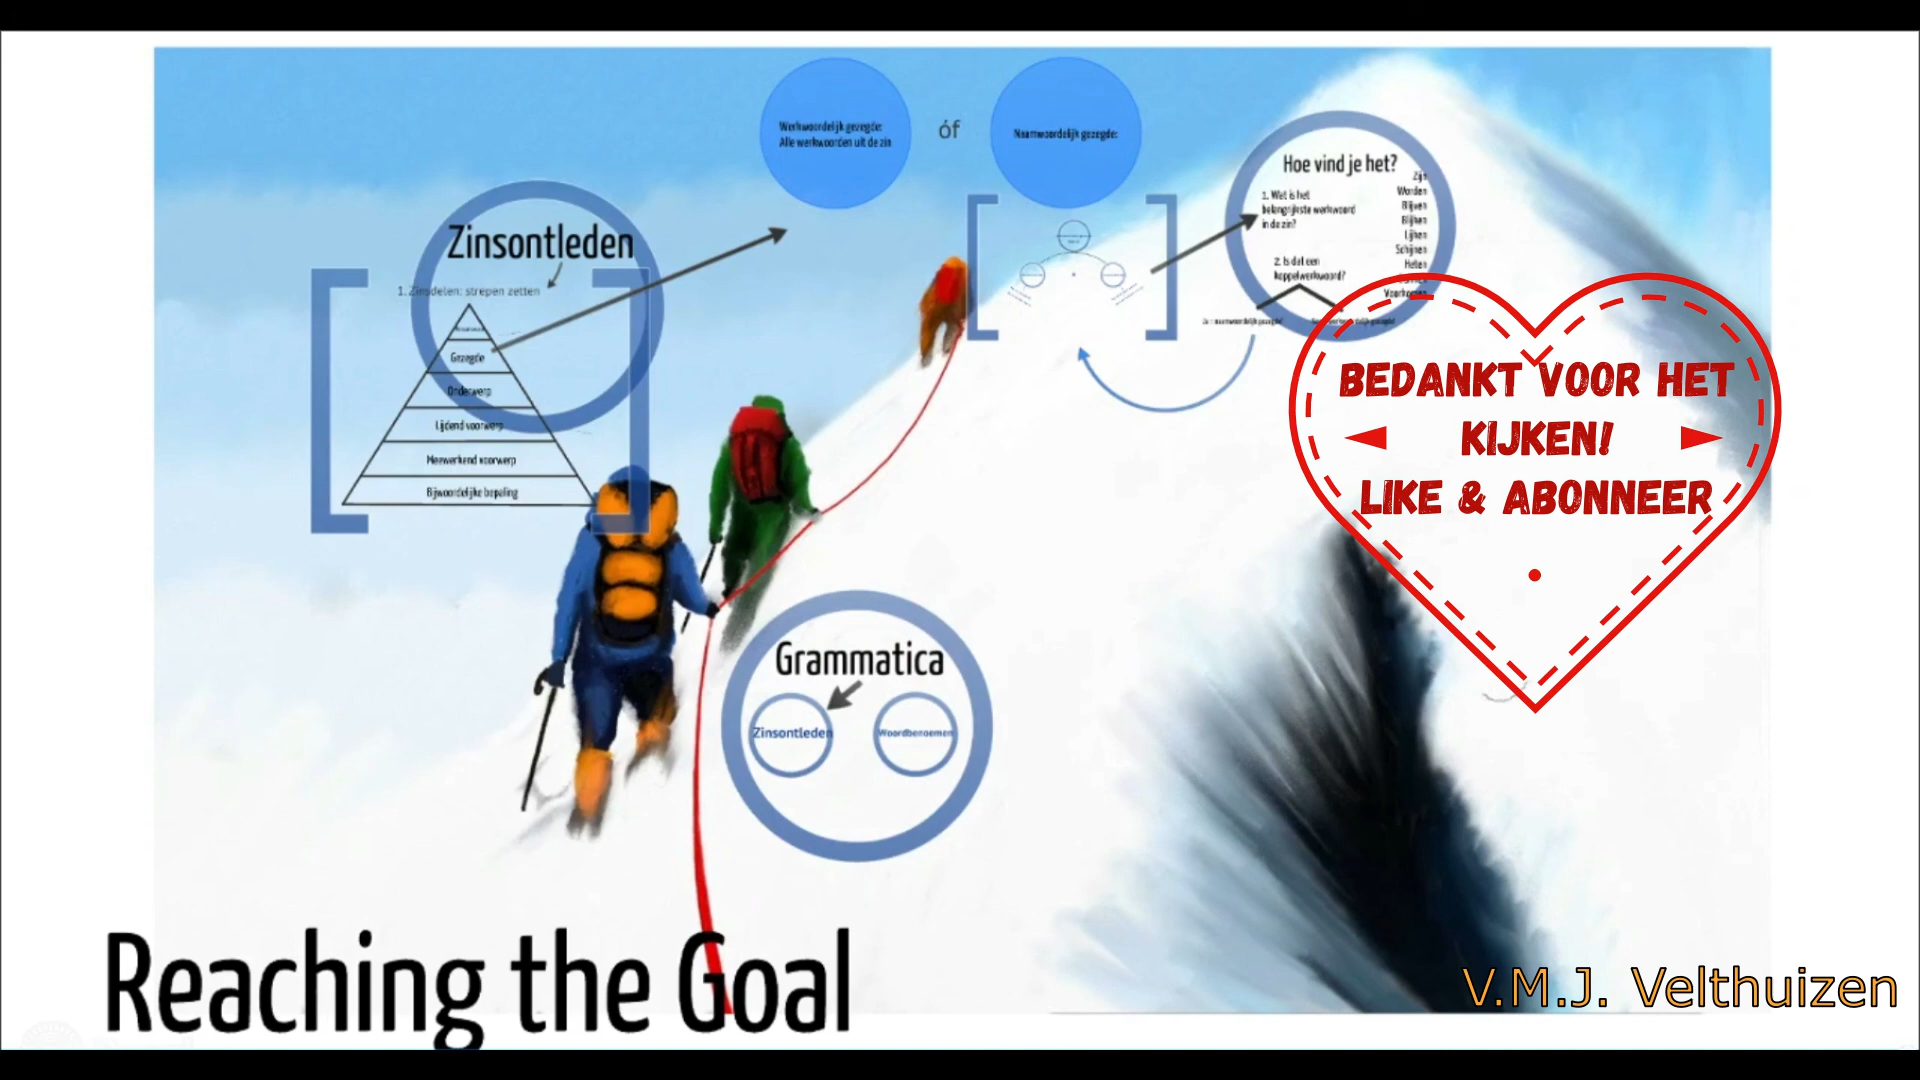 Werkwoordelijk gezegde:
Alle werkwoorden uit de zin
óf
Naamwoordelijk gezegde:
Hoe vind je het?
1. Wat is het
belangrijkste werkwoord
in de zin?
2. Is dat een
koppelwerkwoord?
Zijn
Worden
Blijven
Blijken
Lijken
Schijnen
Heten
Voorkomen
Zinsontleden
1. Zinsdelen: strepen zetten
Gezegde
Onderwerp
Lijdend voorwerp
Meewerkend voorwerp
Bijwoordelijke bepaling
BEDANKT VOOR HET
KIJKEN!
LIKE & ABONNEER
Grammatica
Zinsontleden
Woordbenoemen
Reaching the Goal
V.M.J. Velthuizen